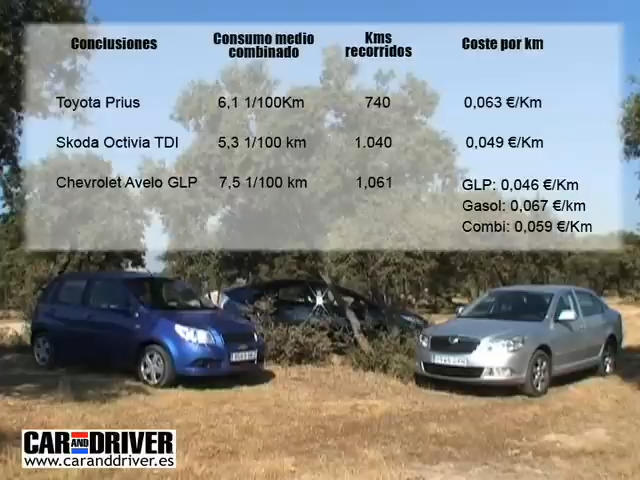 Conclusiones Consumo medio combinado Kms recorridos Coste por km
Toyota Prius 6,1 1/100Km 740 0,063 €/Km
Skoda Octivia TDI 5,3 1/100 km 1.040 0,049 €/Km
Chevrolet Avelo GLP 7,5 1/100 km 1,061 GLP: 0,046 €/Km
Gasol: 0,067 €/km
Combi: 0,059 €/Km
CAR AND DRIVER
www.caranddriver.es